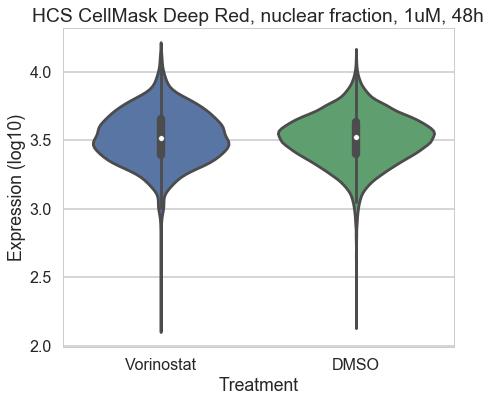 HCS CellMask Deep Red, nuclear fraction, 1uM, 48h
4.0
3.5
3.0
2.5
2.0
Expression (log10)
Vorinostat DMSO
Treatment